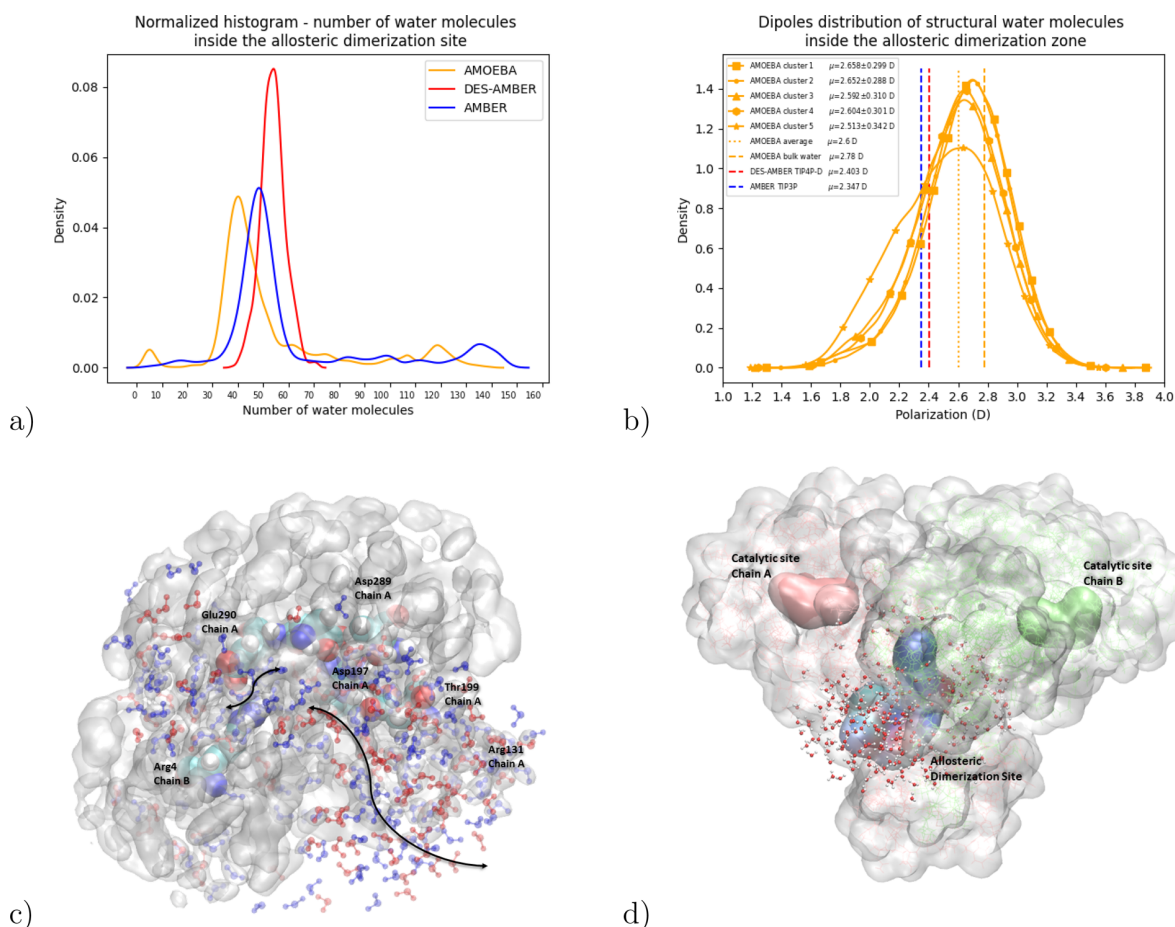 Normalized histogram - number of water molecules
inside the allosteric dimerization site
AMOEBA
DES-AMBER
AMBER
0.08
0.06
0.04
0.02
0.00
Density
0 10 20 30 40 50 60 70 80 90 100 110 120 130 140 150 160
Number of water molecules
a)
Dipoles distribution of structural water molecules
inside the allosteric dimerization zone
AMOEBA cluster 1 μ=2.658±0.299 D
AMOEBA cluster 2 μ=2.652±0.288 D
AMOEBA cluster 3 μ=2.592±0.310 D
AMOEBA cluster 4 μ=2.604±0.301 D
AMOEBA cluster 5 μ=2.513±0.342 D
AMOEBA average μ=2.6 D
AMOEBA bulk water μ=2.78 D
DES-AMBER TIP4P-D μ=2.403 D
AMBER TIP3P μ=2.347 D
1.4
1.2
1.0
0.8
0.6
0.4
0.2
0.0
Density
1.0 1.2 1.4 1.6 1.8 2.0 2.2 2.4 2.6 2.8 3.0 3.2 3.4 3.6 3.8 4.0
Polarization (D)
b)
Asp289
Chain A
Glu290
Chain A
Asp197
Chain A
Thr199
Chain A
Arg131
Chain A
Arg4
Chain B
c)
Catalytic site
Chain A
Catalytic site
Chain B
Allosteric
Dimerization Site
d)